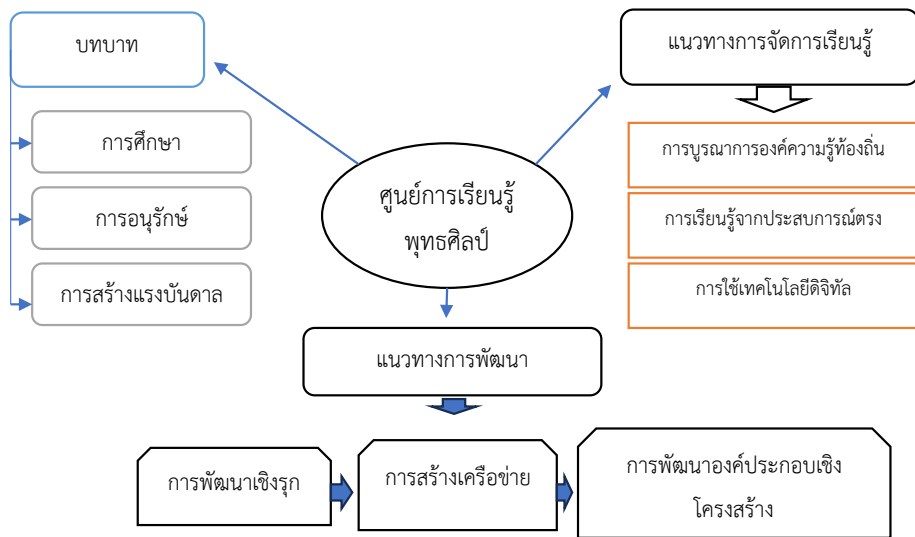 บทบาท
การศึกษา
การอนุรักษ์
การสร้างแรงบันดาล
ศูนย์การเรียนรู้
พุทธศิลป์
แนวทางการจัดการเรียนรู้
การบูรณาการองค์ความรู้ท้องถิ่น
การเรียนรู้จากประสบการณ์ตรง
การใช้เทคโนโลยีดิจิทัล
แนวทางการพัฒนา
การพัฒนาเชิงรุก
การสร้างเครือข่าย
การพัฒนาองค์ประกอบเชิง
โครงสร้าง